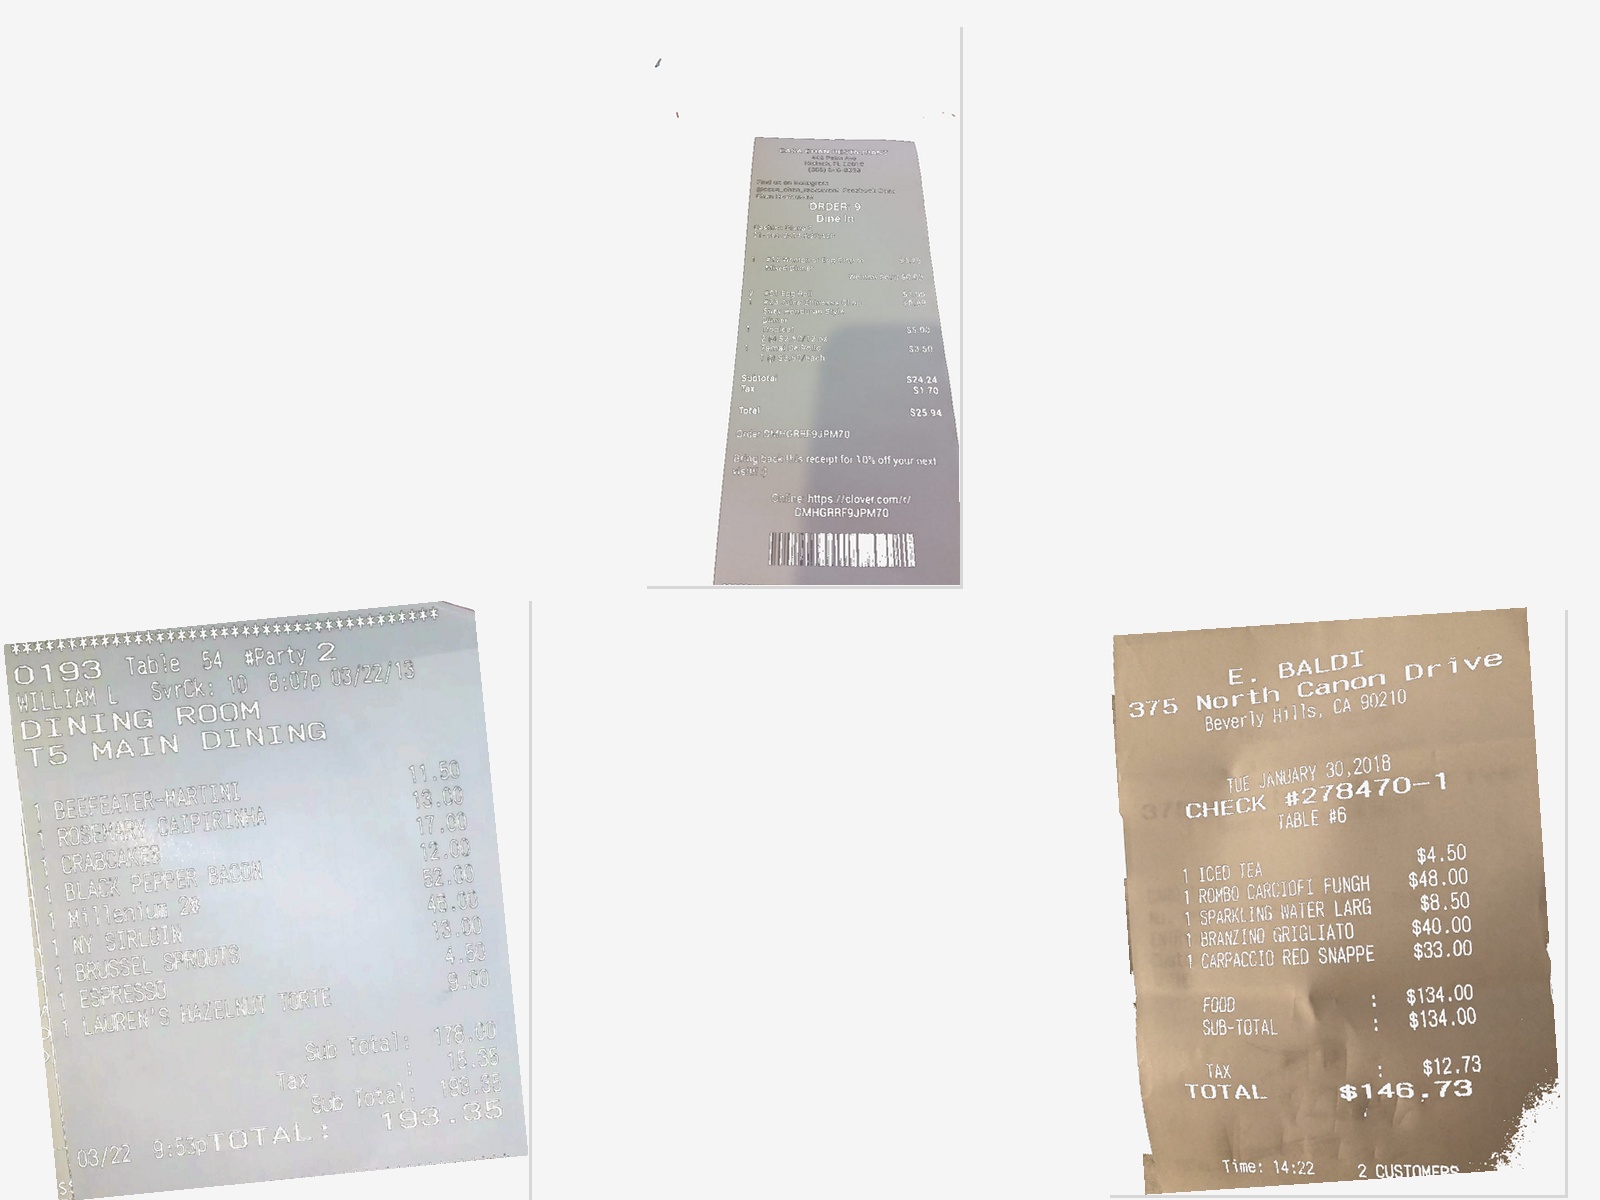 ORDER: 9
Dine In
$5.00
$3.50
Subtotal $24.24
Tax $1.70
Total $25.94
Order DMHGRRF9JPM70
Bring back this receipt for 10% off your next
Online: https://clover.com/r/
DMHGRRF9JPM70
0193 Table 54 #Party 2
WILLIAM L SvrCk: 10 8:07p 03/22/13
DINING ROOM
T5 MAIN DINING
1 BEEFEATER-MARTINI 11.50
1 ROSEMARY CAIPIRINHA 13.00
1 CRABCAKES 17.00
1 BLACK PEPPER BACON 12.00
1 Millenium 52.00
1 NY SIRLOIN
1 BRUSSEL SPROUTS 13.00
1 ESPRESSO 4.50
1 LAUREN'S HAZELNUT TORTE 9.00
Sub Total: 178.00
Tax : 15.35
Sub Total: 193.35
03/22 9:53p TOTAL: 193.35
E. BALDI
375 North Canon Drive
Beverly Hills, CA 90210
TUE JANUARY 30,2018
CHECK #278470-1
TABLE #6
1 ICED TEA $4.50
1 ROMBO CARCIOFI FUNGH $48.00
1 SPARKLING WATER LARG $8.50
1 BRANZINO GRIGLIATO $40.00
1 CARPACCIO RED SNAPPE $33.00
FOOD : $134.00
SUB-TOTAL : $134.00
TAX : $12.73
TOTAL $146.73
Time: 14:22 2 CUSTOMERS